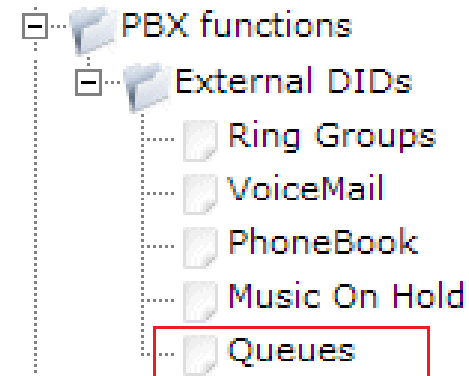 PBX functions
External DIDs
Ring Groups
VoiceMail
PhoneBook
Music On Hold
Queues